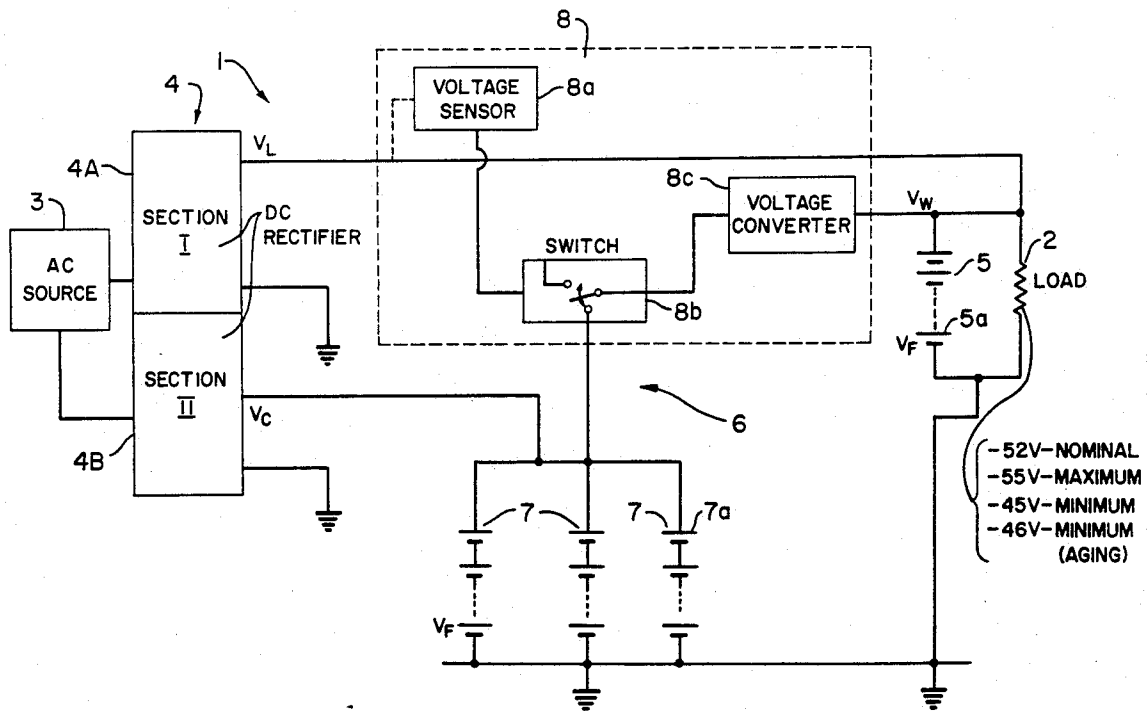 8
1
4
VOLTAGE
SENSOR
8a
V_L
4A
8c
3
SECTION
I
DC
RECTIFIER
VOLTAGE
CONVERTER
V_W
2
AC
SOURCE
SWITCH
5
LOAD
8b
5a
V_F
SECTION
II
V_C
6
4B
-52V-NOMINAL
-55V-MAXIMUM
-45V-MINIMUM
-46V-MINIMUM
(AGING)
7
7
7a
V_F